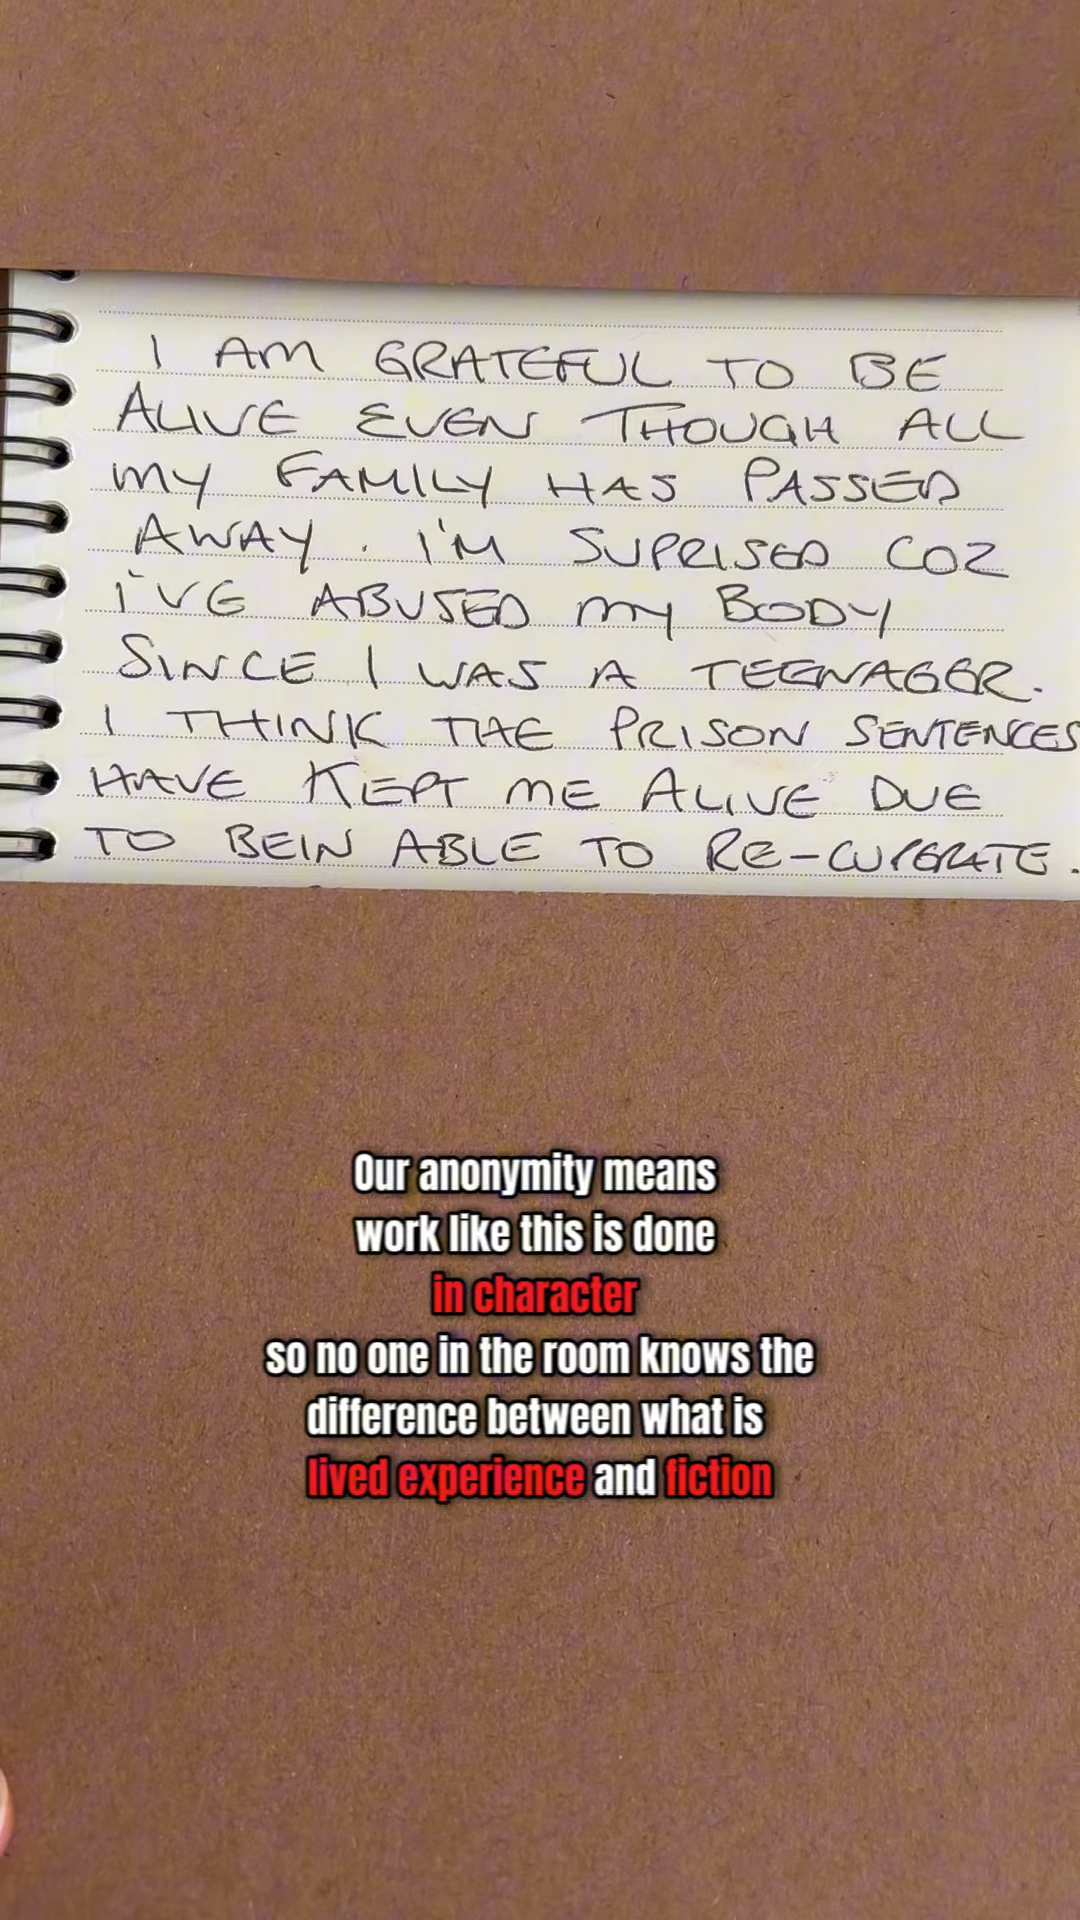 I AM GRATEFUL TO BE
ALIVE EVEN THOUGH ALL
MY FAMILY HAS PASSED
AWAY. I'M SUPRISED COZ
I'VE ABUSED MY BODY
SINCE I WAS A TEENAGER.
I THINK THE PRISON SENTENCES
HAVE KEPT ME ALIVE DUE
TO BEIN ABLE TO RE-CUPERATE.
Our anonymity means
work like this is done
in character
so no one in the room knows the
difference between what is
lived experience and fiction